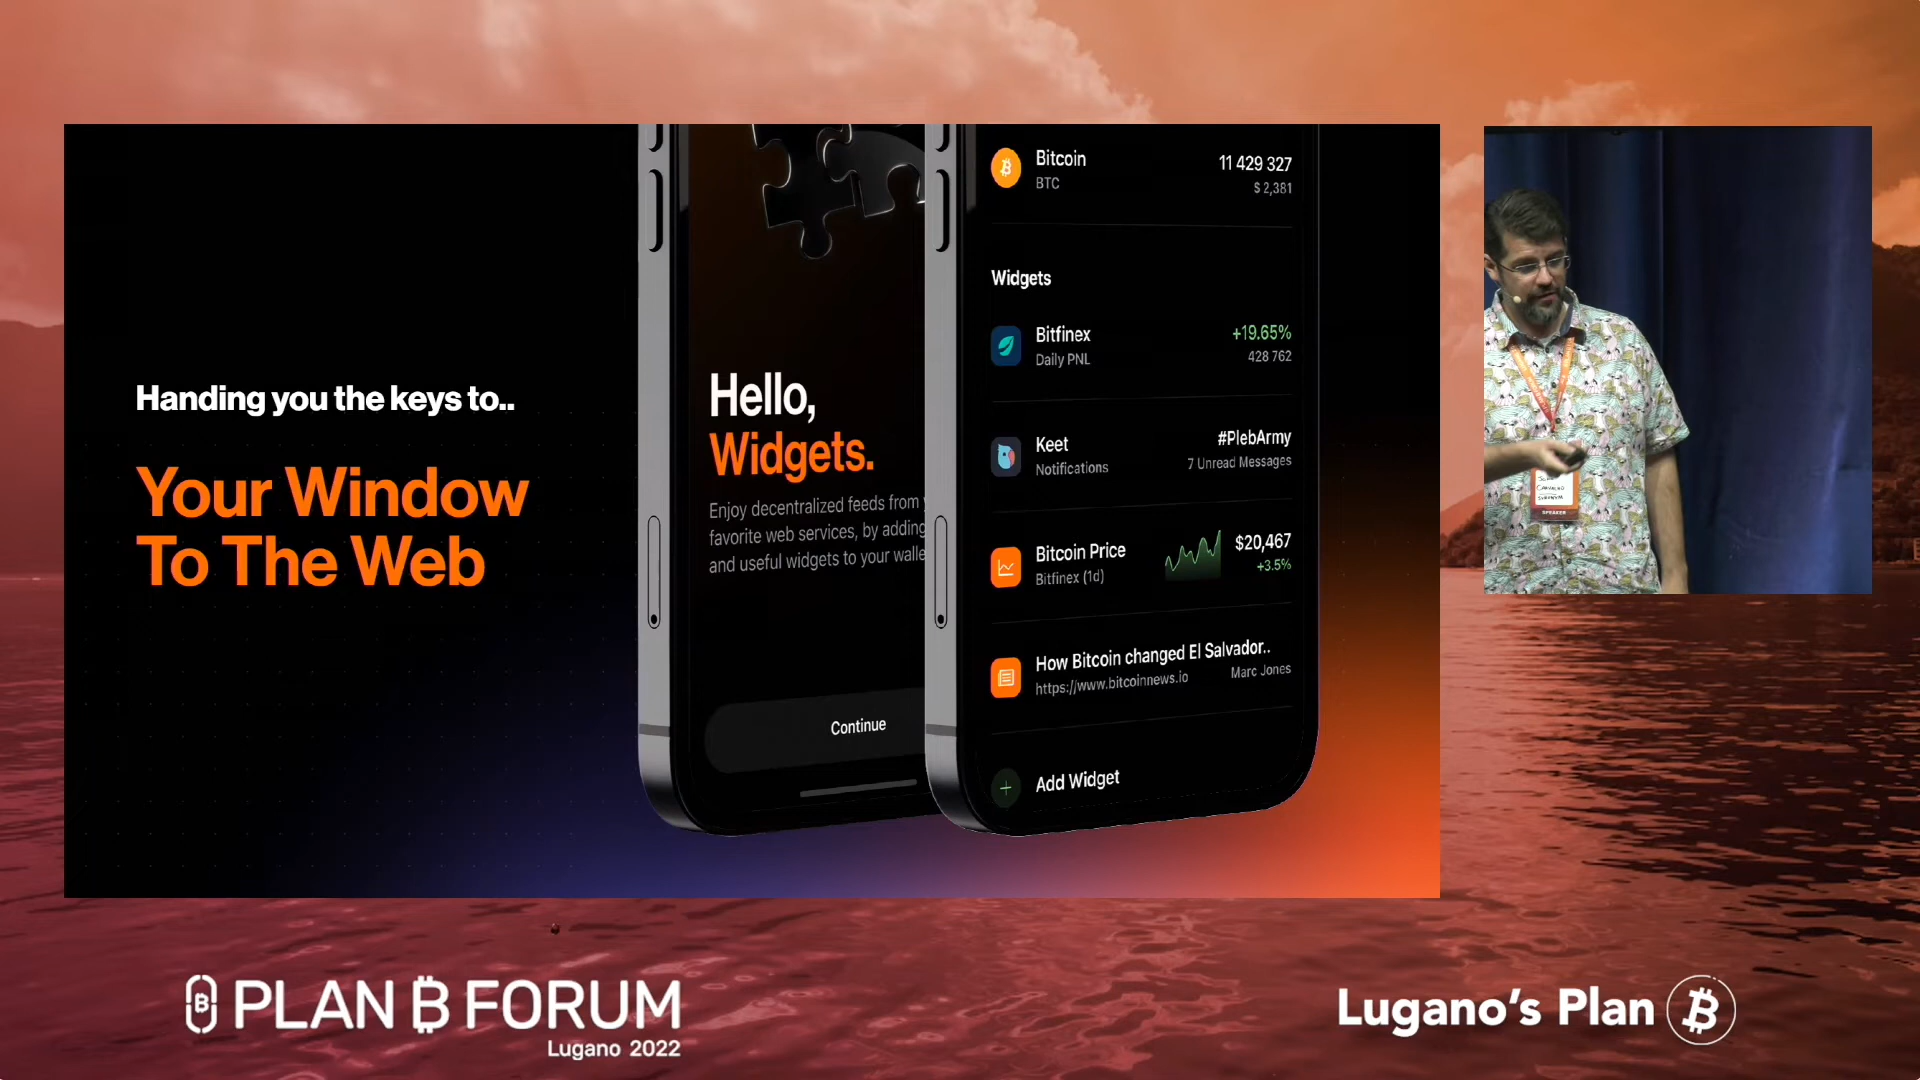 Handing you the keys to..
Your Window
To The Web
Hello,
Widgets.
Enjoy decentralized feeds from
favorite web services, by adding
and useful widgets to your
Continue
Bitcoin
BTC
11 429 327
$ 2,381
Widgets
Bitfinex
Daily PNL
+19.65%
428 762
Keet
Notifications
#PlebArmy
7 Unread Messages
Bitcoin Price
Bitfinex (1d)
$20,467
+3.5%
How Bitcoin changed El Salvador..
https://www.bitcoinnews.io
Marc Jones
+
Add Widget
CARVALHO
SYNONYM
SPEAKER
PLAN ₿ FORUM
Lugano 2022
Lugano's Plan ₿